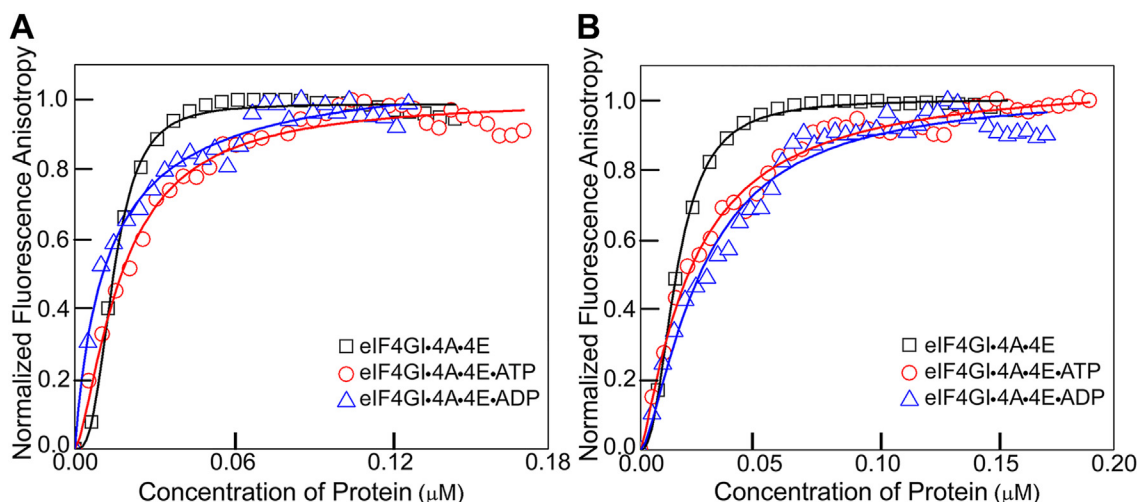 A
Normalized Fluorescence Anisotropy
1.0
0.8
0.6
0.4
0.2
0.0
0.00 0.06 0.12 0.18
Concentration of Protein (μM)
eIF4GI•4A•4E
eIF4GI•4A•4E•ATP
eIF4GI•4A•4E•ADP
B
Normalized Fluorescence Anisotropy
1.0
0.8
0.6
0.4
0.2
0.0
0.00 0.05 0.10 0.15 0.20
Concentration of Protein (μM)
eIF4GI•4A•4E
eIF4GI•4A•4E•ATP
eIF4GI•4A•4E•ADP